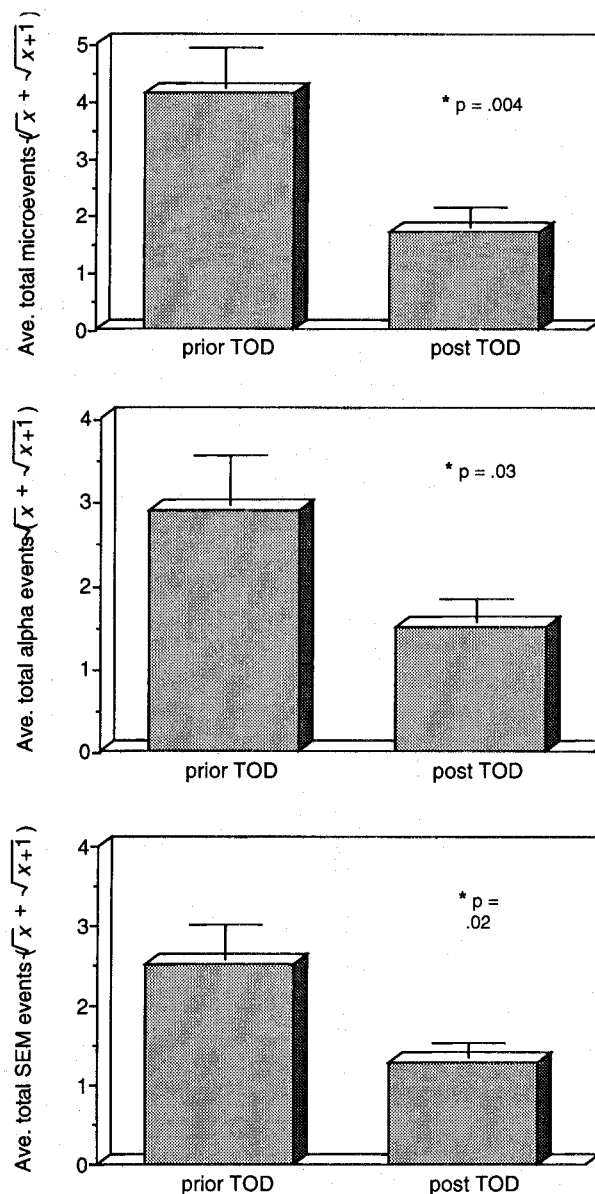 Ave. total microevents (√x + √x+1)
5
4
3
2
1
0
* p = .004
prior TOD
post TOD
Ave. total alpha events (√x + √x+1)
4
3
2
1
0
* p = .03
prior TOD
post TOD
Ave. total SEM events (√x + √x+1)
4
3
2
1
0
* p =
.02
prior TOD
post TOD